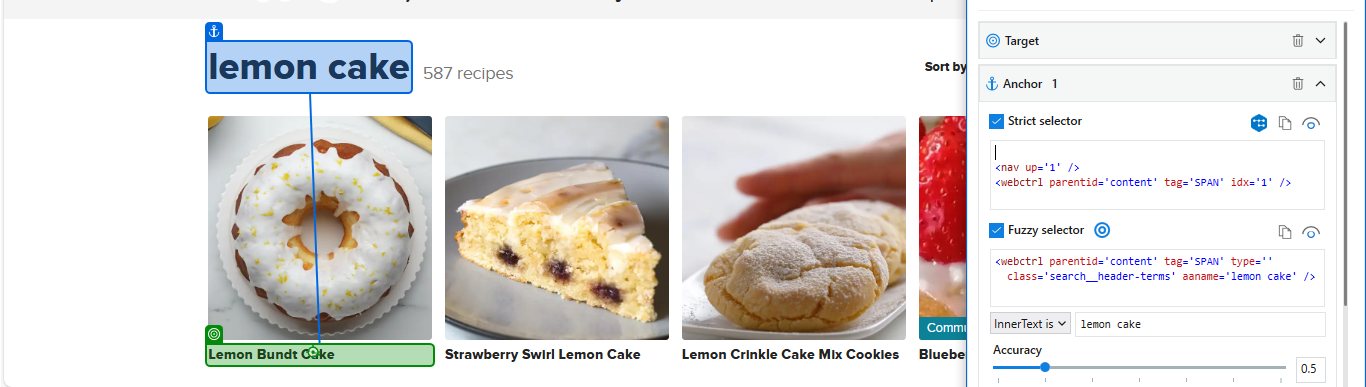 lemon cake
587 recipes
Sort by
Lemon Bundt Cake
Strawberry Swirl Lemon Cake
Lemon Crinkle Cake Mix Cookies
Bluebe
Commu
Target
Anchor 1
Strict selector
<nav up='1' />
<webctrl parentid='content' tag='SPAN' idx='1' />
Fuzzy selector
<webctrl parentid='content' tag='SPAN' type=''
class='search__header-terms' aaname='lemon cake' />
InnerText is
lemon cake
Accuracy
0.5